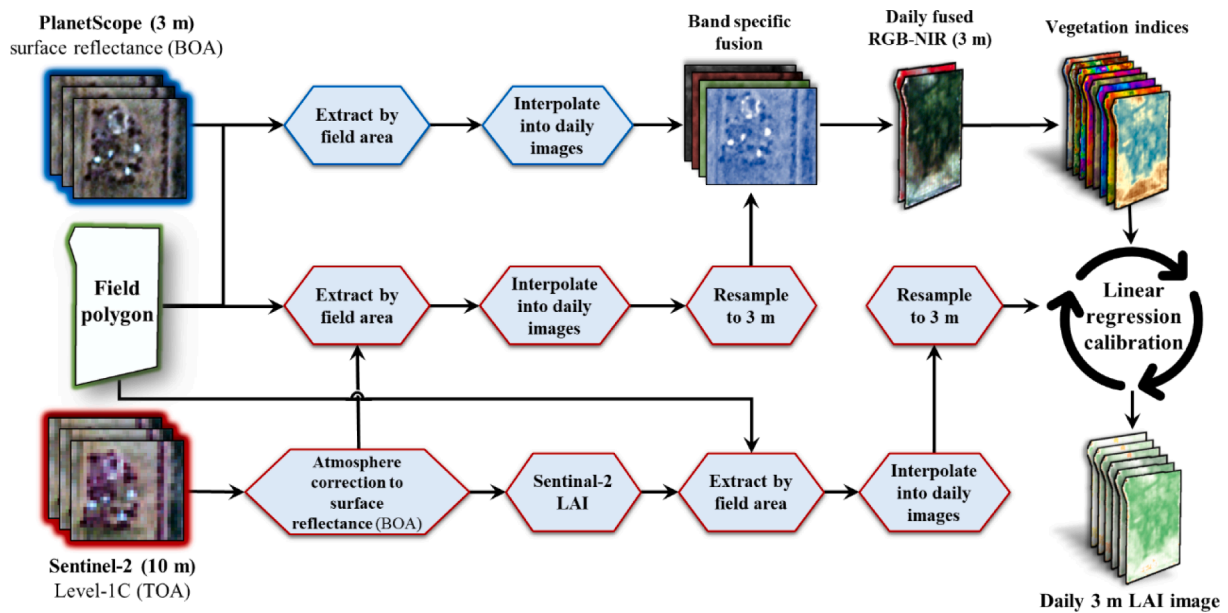 PlanetScope (3 m)
surface reflectance (BOA)
Extract by
field area
Interpolate
into daily
images
Band specific
fusion
Daily fused
RGB-NIR (3 m)
Vegetation indices
Field
polygon
Extract by
field area
Interpolate
into daily
images
Resample
to 3 m
Resample
to 3 m
Linear
regression
calibration
Atmosphere
correction to
surface
reflectance (BOA)
Sentinel-2
LAI
Extract by
field area
Interpolate
into daily
images
Sentinel-2 (10 m)
Level-1C (TOA)
Daily 3 m LAI image